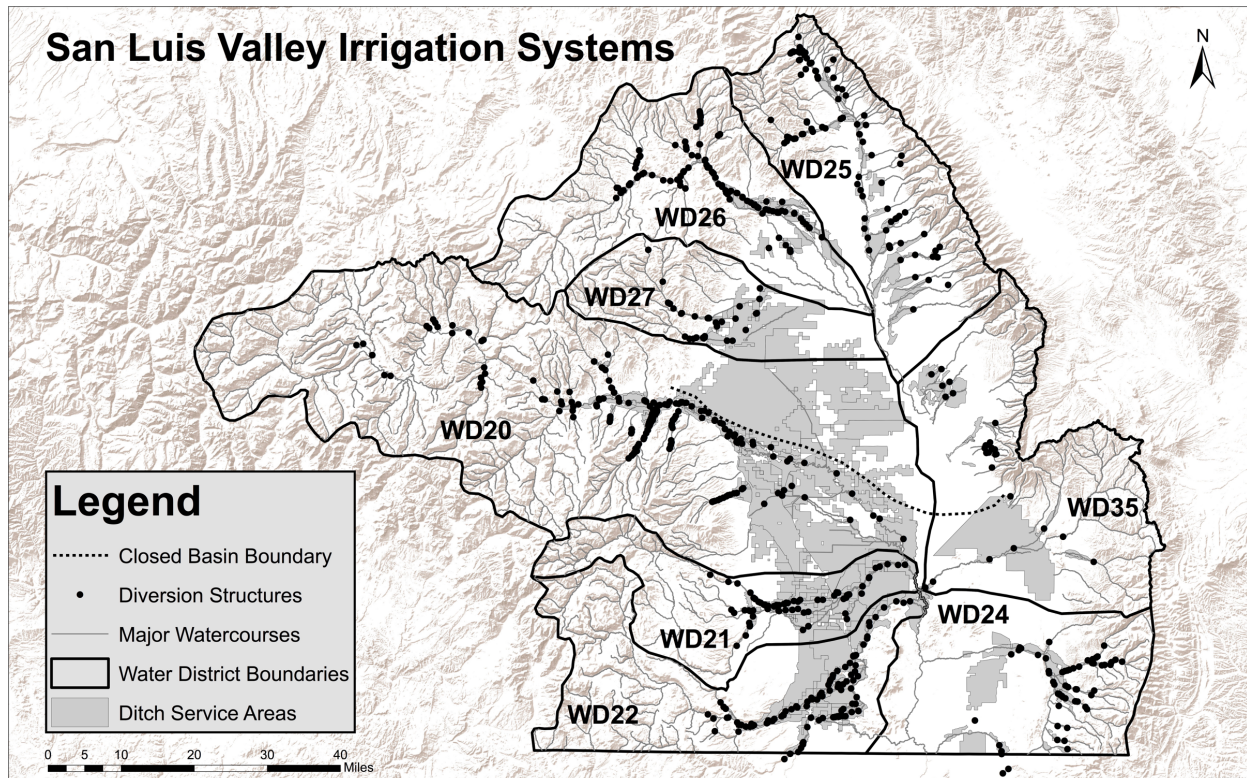 San Luis Valley Irrigation Systems
N
WD25
WD26
WD27
WD20
WD35
WD24
WD21
WD22
Legend
Closed Basin Boundary
Diversion Structures
Major Watercourses
Water District Boundaries
Ditch Service Areas
0 5 10 20 30 40
Miles